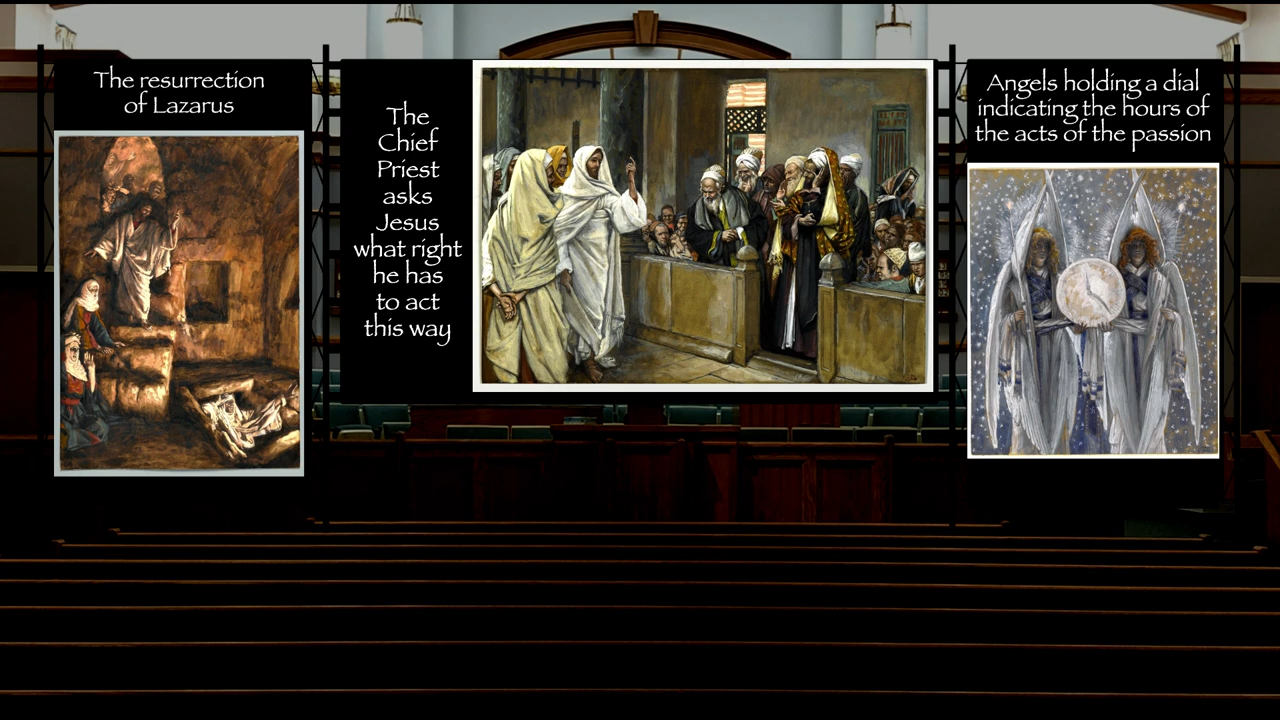 The resurrection
of Lazarus
The
Chief
Priest
asks
Jesus
what right
he has
to act
this way
Angels holding a dial
indicating the hours of
the acts of the passion